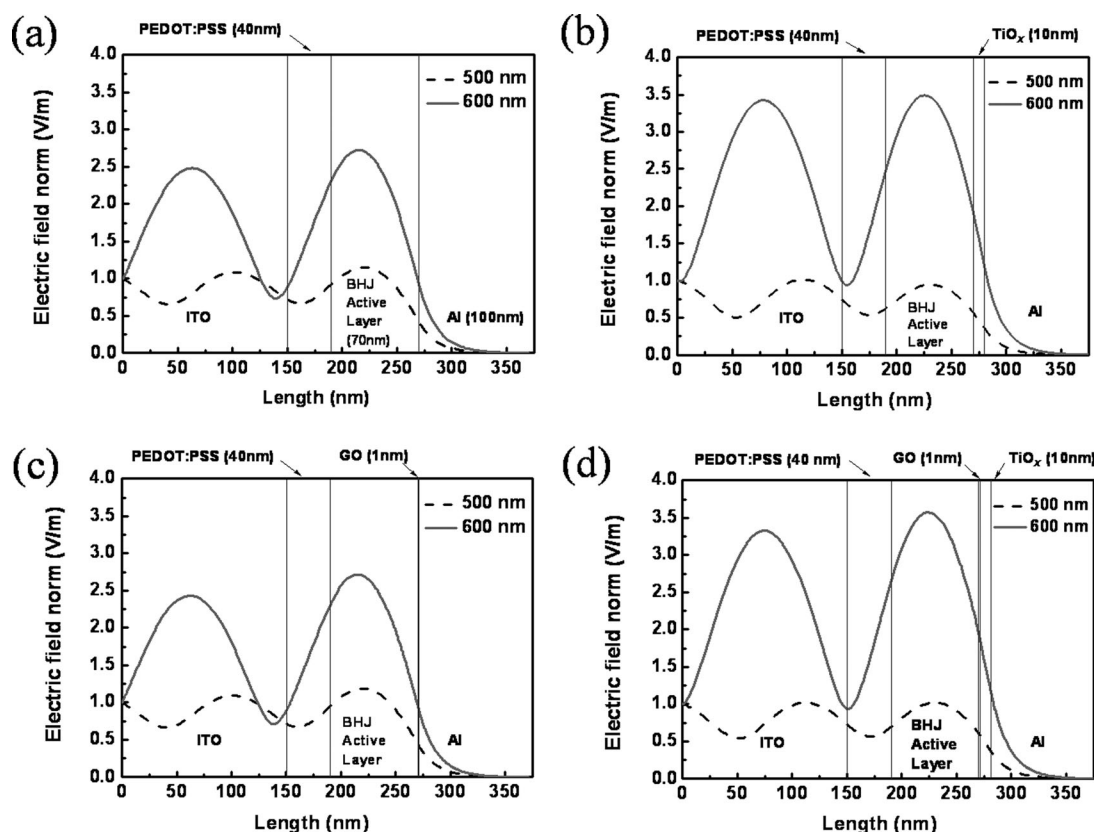 (a)
PEDOT:PSS (40nm)
4.0
3.5
3.0
2.5
2.0
1.5
1.0
0.5
0.0
Electric field norm (V/m)
500 nm
600 nm
ITO
BHJ
Active
Layer
(70nm)
Al (100nm)
0 50 100 150 200 250 300 350
Length (nm)
(b)
PEDOT:PSS (40nm)
TiOx (10nm)
4.0
3.5
3.0
2.5
2.0
1.5
1.0
0.5
0.0
Electric field norm (V/m)
500 nm
600 nm
ITO
BHJ
Active
Layer
Al
0 50 100 150 200 250 300 350
Length (nm)
(c)
PEDOT:PSS (40nm)
GO (1nm)
4.0
3.5
3.0
2.5
2.0
1.5
1.0
0.5
0.0
Electric field norm (V/m)
500 nm
600 nm
ITO
BHJ
Active
Layer
Al
0 50 100 150 200 250 300 350
Length (nm)
(d)
PEDOT:PSS (40 nm)
GO (1nm)
TiOx (10nm)
4.0
3.5
3.0
2.5
2.0
1.5
1.0
0.5
0.0
Electric field norm (V/m)
500 nm
600 nm
ITO
BHJ
Active
Layer
Al
0 50 100 150 200 250 300 350
Length (nm)